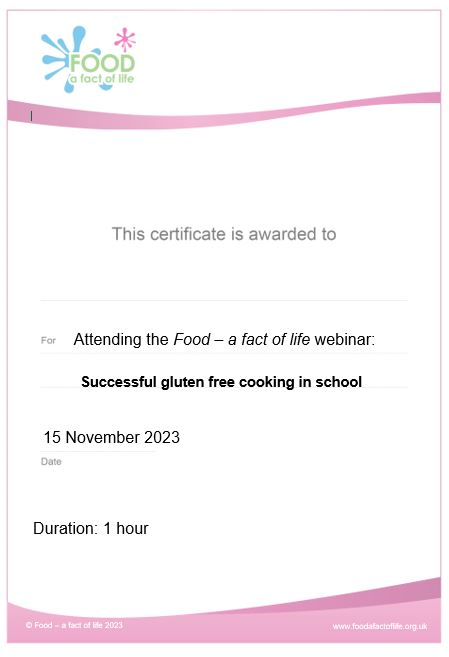 FOOD
a fact of life
This certificate is awarded to
For Attending the Food – a fact of life webinar:
Successful gluten free cooking in school
15 November 2023
Date
Duration: 1 hour
© Food – a fact of life 2023 www.foodafactoflife.org.uk